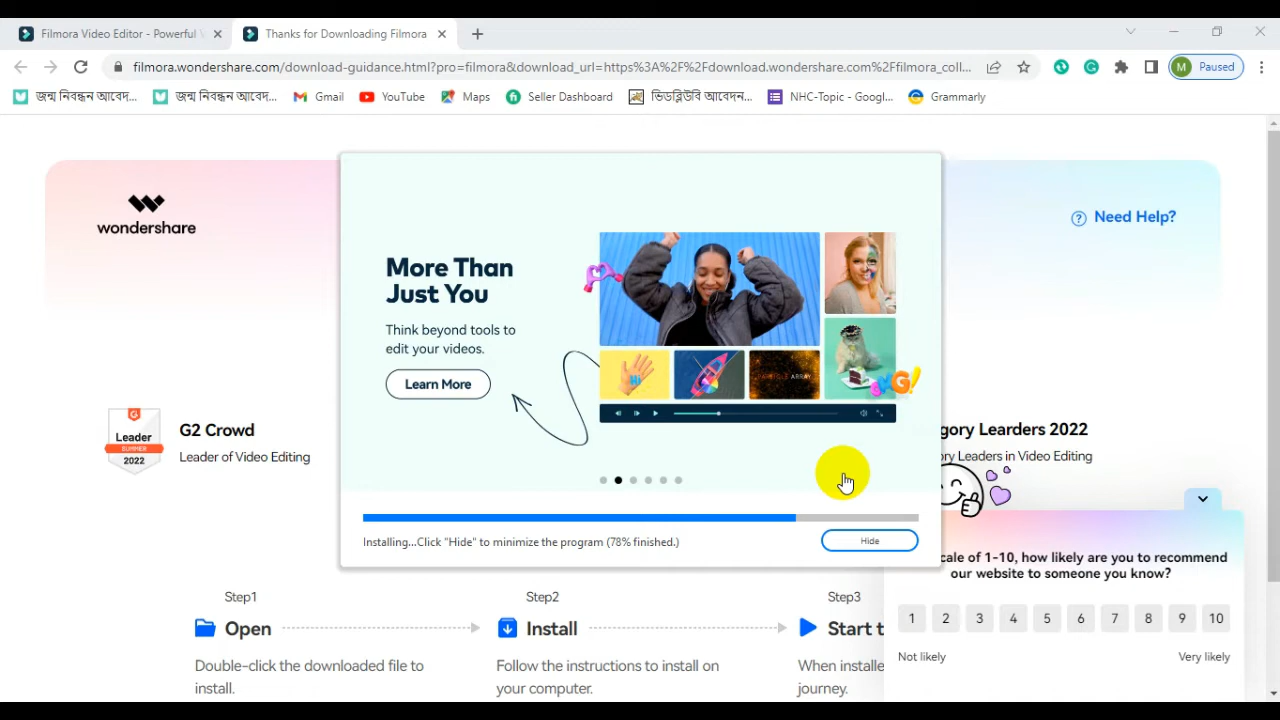 Filmora Video Editor - Powerful V
Thanks for Downloading Filmora
filmora.wondershare.com/download-guidance.html?pro=filmora&download_url=https%3A%2F%2Fdownload.wondershare.com%2Ffilmora_coll...
M Paused
জন্ম নিবন্ধন আবেদ...
জন্ম নিবন্ধন আবেদ...
Gmail
YouTube
Maps
Seller Dashboard
ভিডব্লিউবি আবেদন...
NHC-Topic - Googl...
Grammarly
wondershare
Need Help?
More Than
Just You
Think beyond tools to
edit your videos.
Learn More
Hi
PARTICLE ARRAY
Installing...Click "Hide" to minimize the program (78% finished.)
Hide
Leader
SUMMER
2022
G2 Crowd
Leader of Video Editing
gory Learders 2022
ory Leaders in Video Editing
cale of 1-10, how likely are you to recommend
our website to someone you know?
1 2 3 4 5 6 7 8 9 10
Not likely
Very likely
Step1
Open
Double-click the downloaded file to
install.
Step2
Install
Follow the instructions to install on
your computer.
Step3
Start t
When installe
journey.